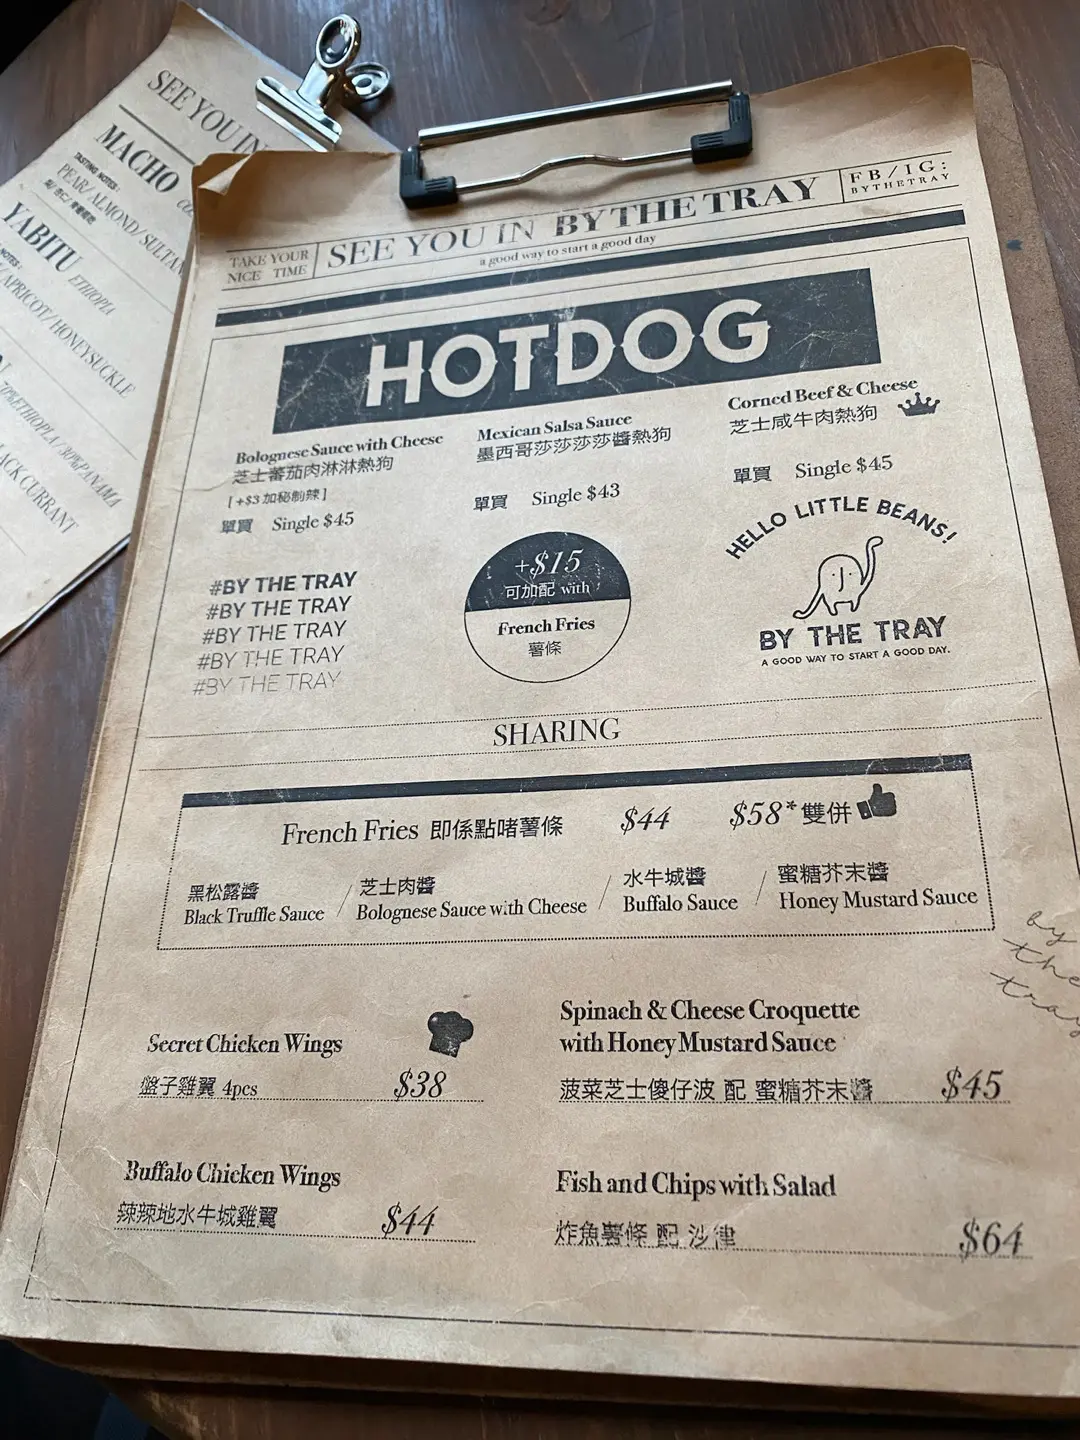 SEE YOU IN
MACHO
TASTING NOTES:
PEAR/ALMOND/SULTAN
YABITU ETHIOPIA
NOTES:
APRICOT/HONEYSUCKLE
70%ETHIOPIA/30%PANAMA
ACK CURRANT
TAKE YOUR
NICE TIME
SEE YOU IN BY THE TRAY
a good way to start a good day
FB/IG:
BYTHETRAY
HOTDOG
Bolognese Sauce with Cheese
芝士蕃茄肉淋淋熱狗
[+$3加秘制辣]
單買 Single $45
Mexican Salsa Sauce
墨西哥莎莎莎莎醬熱狗
單買 Single $43
Corned Beef & Cheese
芝士咸牛肉熱狗
單買 Single $45
#BY THE TRAY
#BY THE TRAY
#BY THE TRAY
#BY THE TRAY
#BY THE TRAY
+$15
可加配 with
French Fries
薯條
HELLO LITTLE BEANS!
BY THE TRAY
A GOOD WAY TO START A GOOD DAY.
SHARING
French Fries 即係點啫薯條 $44 $58*雙併
黑松露醬
Black Truffle Sauce
芝士肉醬
Bolognese Sauce with Cheese
水牛城醬
Buffalo Sauce
蜜糖芥末醬
Honey Mustard Sauce
by
the
tray
Secret Chicken Wings
盤子雞翼 4pcs $38
Spinach & Cheese Croquette
with Honey Mustard Sauce
菠菜芝士傻仔波 配 蜜糖芥末醬 $45
Buffalo Chicken Wings
辣辣地水牛城雞翼 $44
Fish and Chips with Salad
炸魚薯條 配 沙律 $64